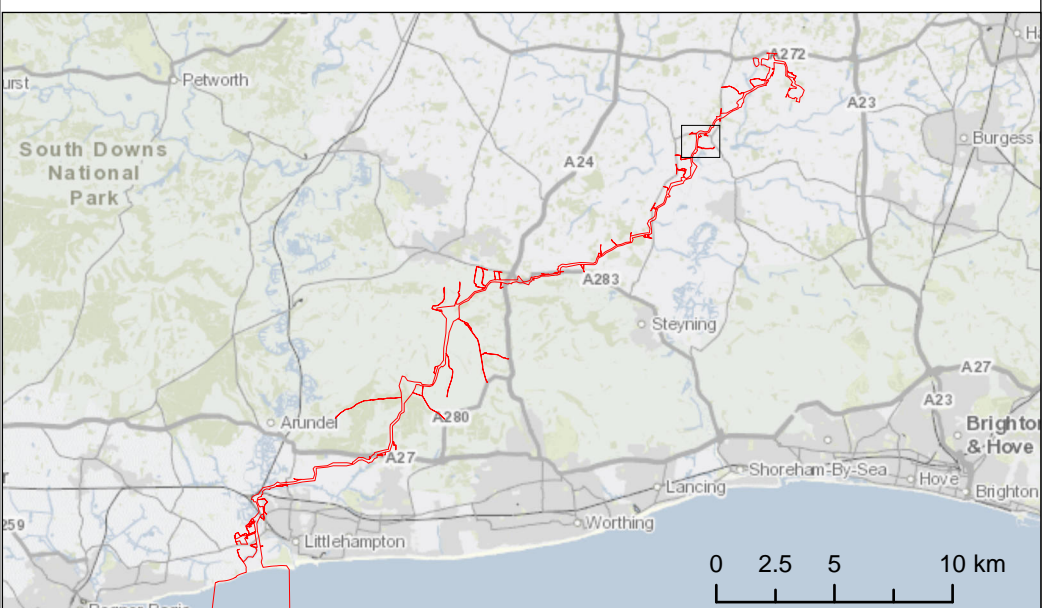 A272
Petworth
urst
A23
Burgess
South Downs
National
Park
A24
A283
Steyning
A27
A23
Arundel
A280
Brighto
& Hove
A27
Shoreham-By-Sea
Hove
Lancing
Brighton
Worthing
259
Littlehampton
0 2.5 5 10 km